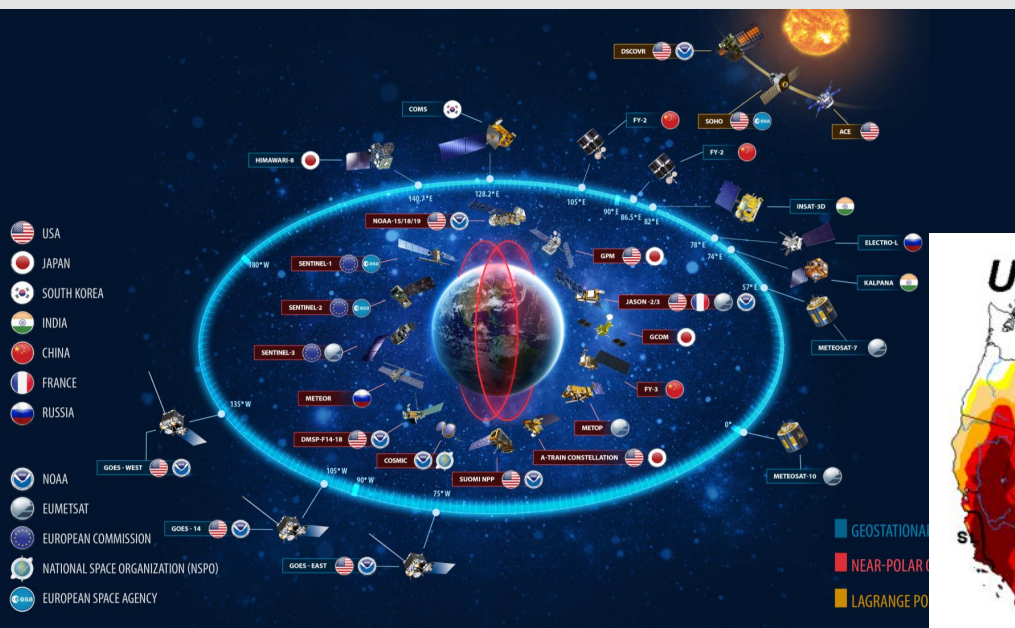 DSCOVR
COMS
FY-2
SOHO
esa
ACE
HIMAWARI-8
FY-2
140.7° E
128.2° E
105° E
90° E
86.5° E
82° E
INSAT-3D
NOAA-15/18/19
USA
ELECTRO-L
78° E
74° E
GPM
SENTINEL-1
esa
JAPAN
180° W
KALPANA
57° E
SOUTH KOREA
SENTINEL-2
esa
JASON -2/3
INDIA
GCOM
CHINA
SENTINEL-3
METEOSAT-7
FRANCE
METEOR
FY-3
RUSSIA
135° W
METOP
0°
DMSP-F14-18
COSMIC
A-TRAIN CONSTELLATION
GOES - WEST
105° W
90° W
SUOMI NPP
METEOSAT-10
NOAA
75° W
EUMETSAT
GOES - 14
GEOSTATIONA
EUROPEAN COMMISSION
GOES - EAST
NEAR-POLAR
NATIONAL SPACE ORGANIZATION (NSPO)
esa
EUROPEAN SPACE AGENCY
LAGRANGE PO
U
S